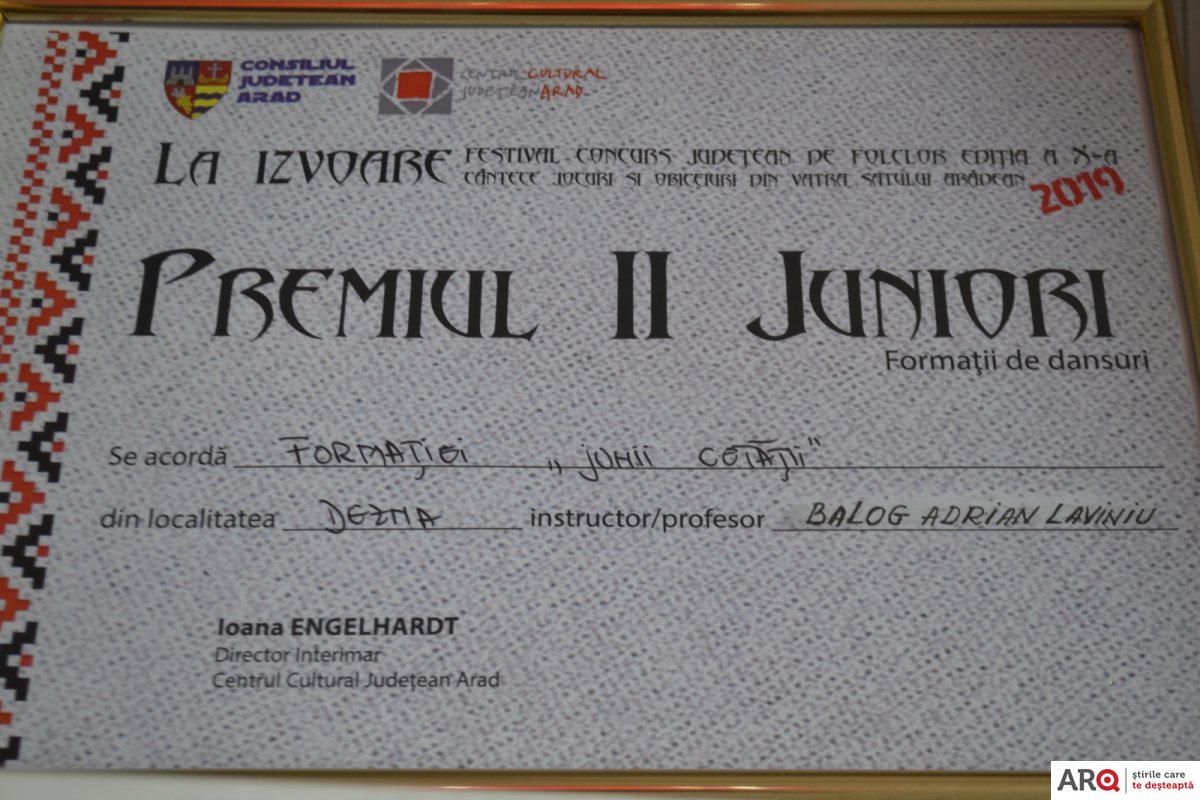 CONSILIUL
JUDEȚEAN
ARAD
CENTRUL CULTURAL
JUDEȚEAN ARAD
LA IZVOARE
FESTIVAL CONCURS JUDEȚEAN DE FOLCLOR EDIȚIA A X-A
CÂNTECE JOCURI ȘI OBICEIURI DIN VATRA SATULUI ARĂDEAN
2019
PREMIUL II JUNIORI
Formaţii de dansuri
Se acordă FORMAȚIEI „JUNII CETĂȚII"
din localitatea DEZNA instructor/profesor BALOG ADRIAN LAVINIU
Ioana ENGELHARDT
Director Interimar
Centrul Cultural Judeţean Arad
ARQ știrile care
te deșteaptă